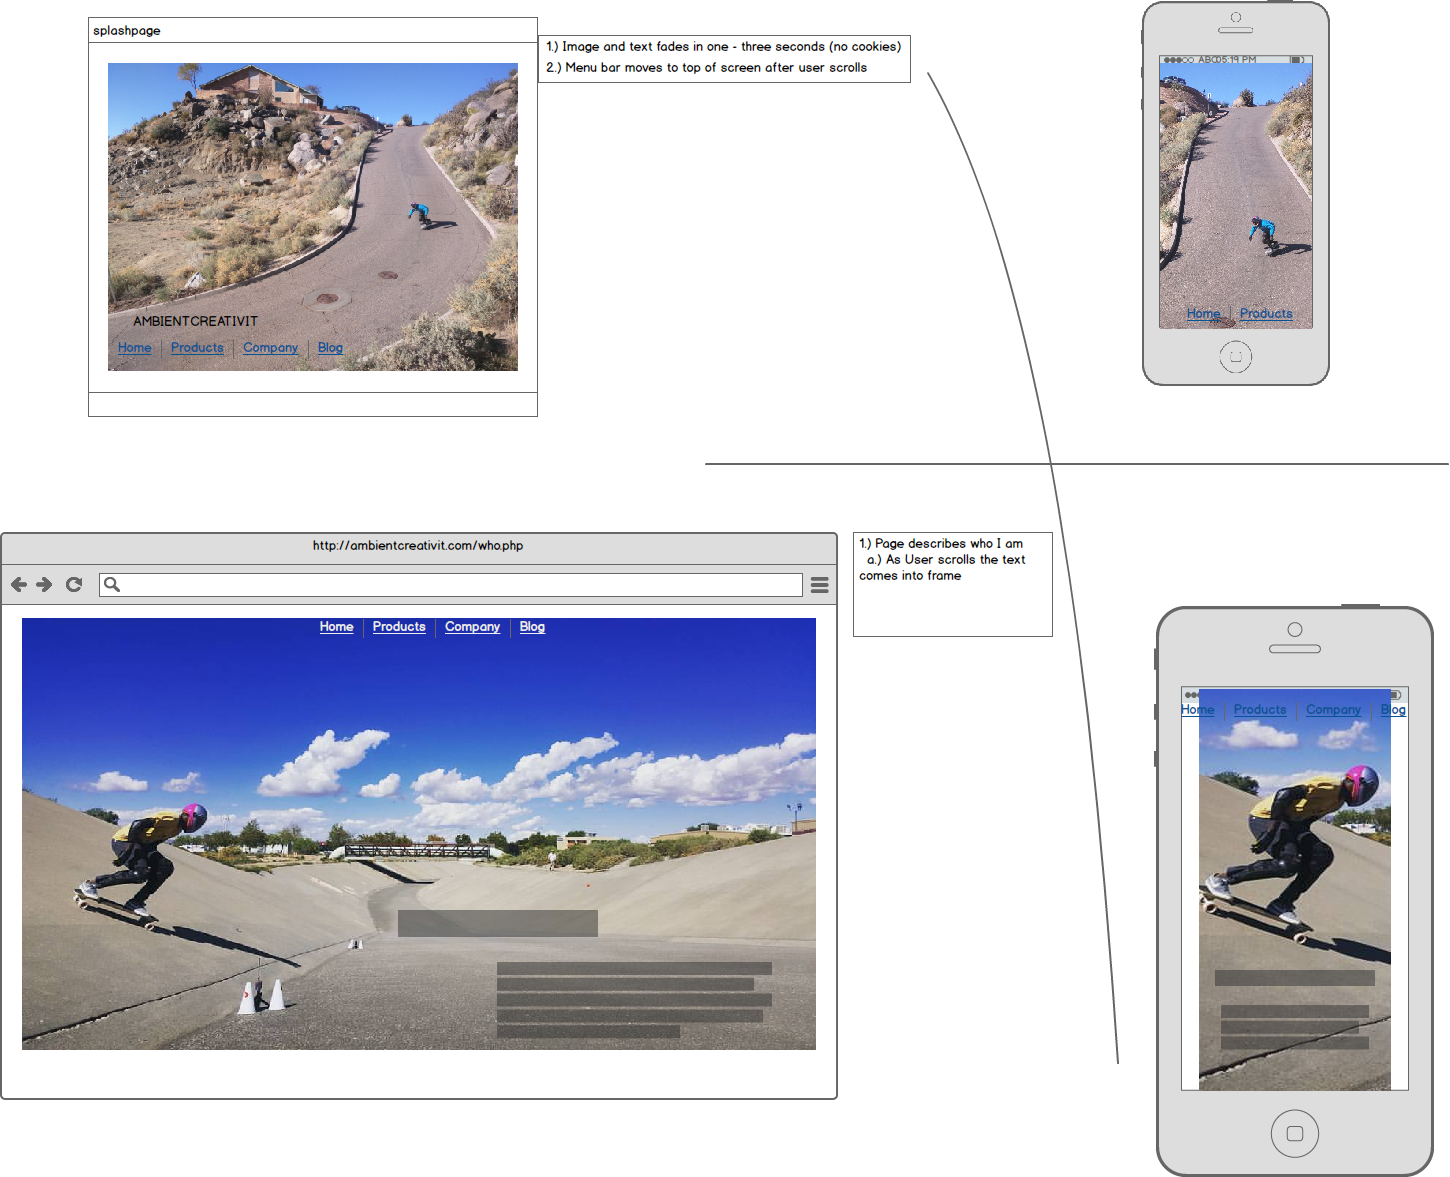 splashpage
1.) Image and text fades in one - three seconds (no cookies)
2.) Menu bar moves to top of screen after user scrolls
AMBIENTCREATIVIT
Home Products Company Blog
ABC 05:19 PM
Home Products
http://ambientcreativit.com/who.php
Home Products Company Blog
1.) Page describes who I am
a.) As User scrolls the text
comes into frame
Home Products Company Blog